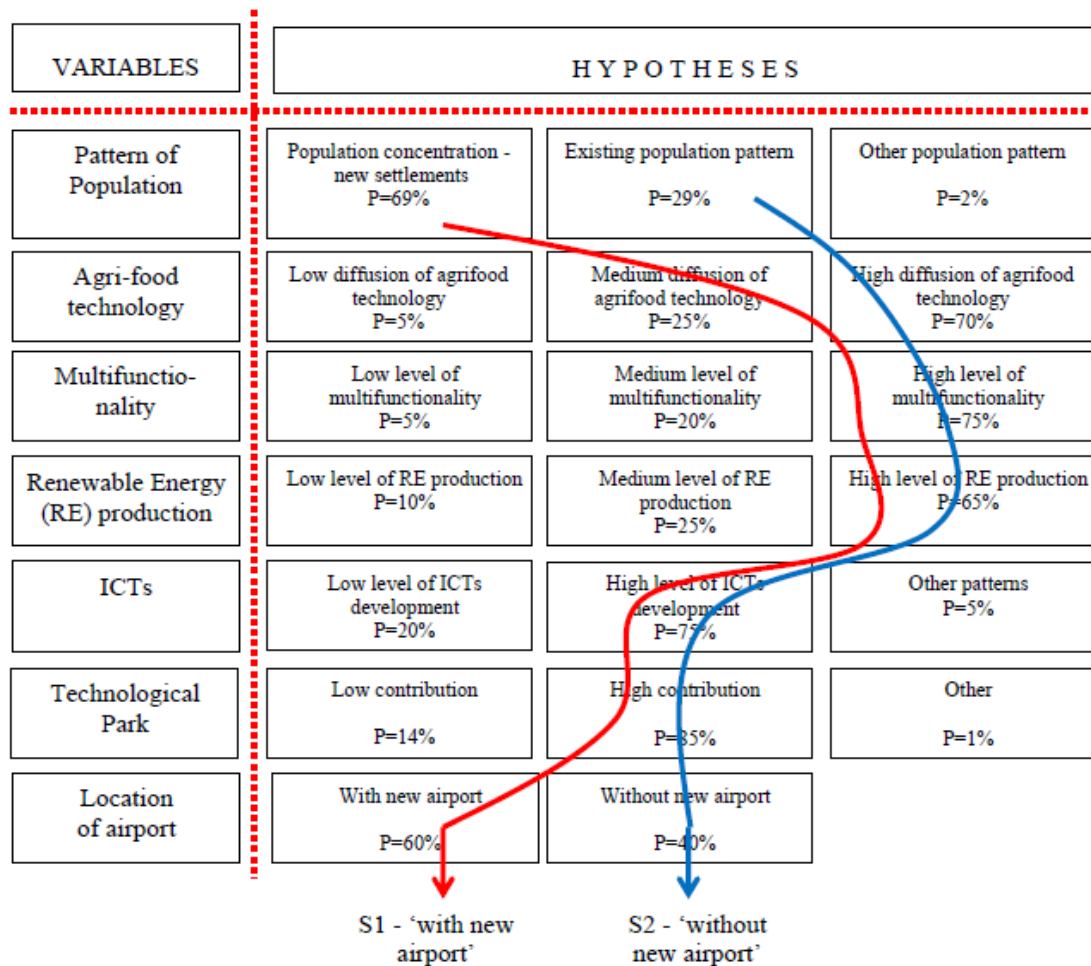 VARIABLES
H Y P O T H E S E S
Pattern of
Population
Population concentration -
new settlements
P=69%
Existing population pattern
P=29%
Other population pattern
P=2%
Agri-food
technology
Low diffusion of agrifood
technology
P=5%
Medium diffusion of
agrifood technology
P=25%
High diffusion of agrifood
technology
P=70%
Multifunctio-
nality
Low level of
multifunctionality
P=5%
Medium level of
multifunctionality
P=20%
High level of
multifunctionality
P=75%
Renewable Energy
(RE) production
Low level of RE production
P=10%
Medium level of RE
production
P=25%
High level of RE production
P=65%
ICTs
Low level of ICTs
development
P=20%
High level of ICTs
development
P=75%
Other patterns
P=5%
Technological
Park
Low contribution
P=14%
High contribution
P=85%
Other
P=1%
Location
of airport
With new airport
P=60%
Without new airport
P=40%
S1 - ‘with new
airport’
S2 - ‘without
new airport’